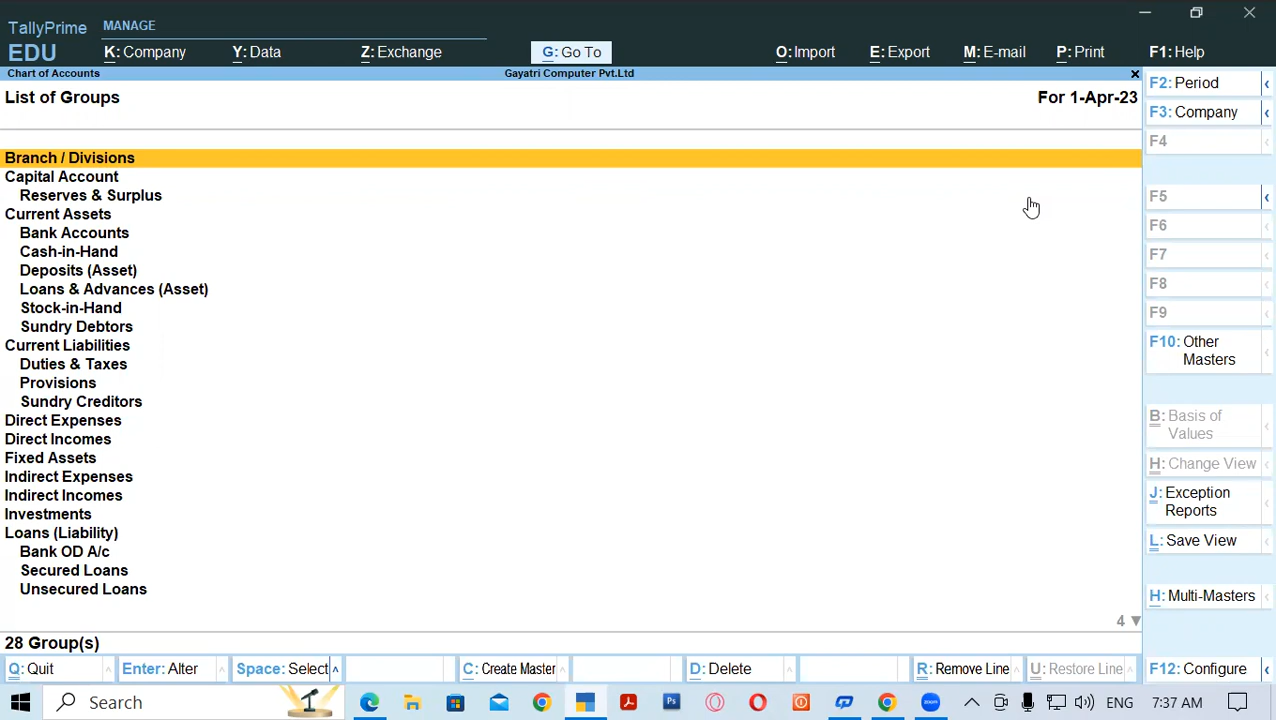 TallyPrime MANAGE
EDU K: Company Y: Data Z: Exchange G: Go To O: Import E: Export M: E-mail P: Print F1: Help
Chart of Accounts Gayatri Computer Pvt.Ltd ×
List of Groups For 1-Apr-23
Branch / Divisions
Capital Account
Reserves & Surplus
Current Assets
Bank Accounts
Cash-in-Hand
Deposits (Asset)
Loans & Advances (Asset)
Stock-in-Hand
Sundry Debtors
Current Liabilities
Duties & Taxes
Provisions
Sundry Creditors
Direct Expenses
Direct Incomes
Fixed Assets
Indirect Expenses
Indirect Incomes
Investments
Loans (Liability)
Bank OD A/c
Secured Loans
Unsecured Loans
4 ▼
28 Group(s)
Q: Quit Enter: Alter Space: Select C: Create Master D: Delete R: Remove Line U: Restore Line
F2: Period
F3: Company
F4
F5
F6
F7
F8
F9
F10: Other
Masters
B: Basis of
Values
H: Change View
J: Exception
Reports
L: Save View
H: Multi-Masters
F12: Configure
Search ENG 7:37 AM